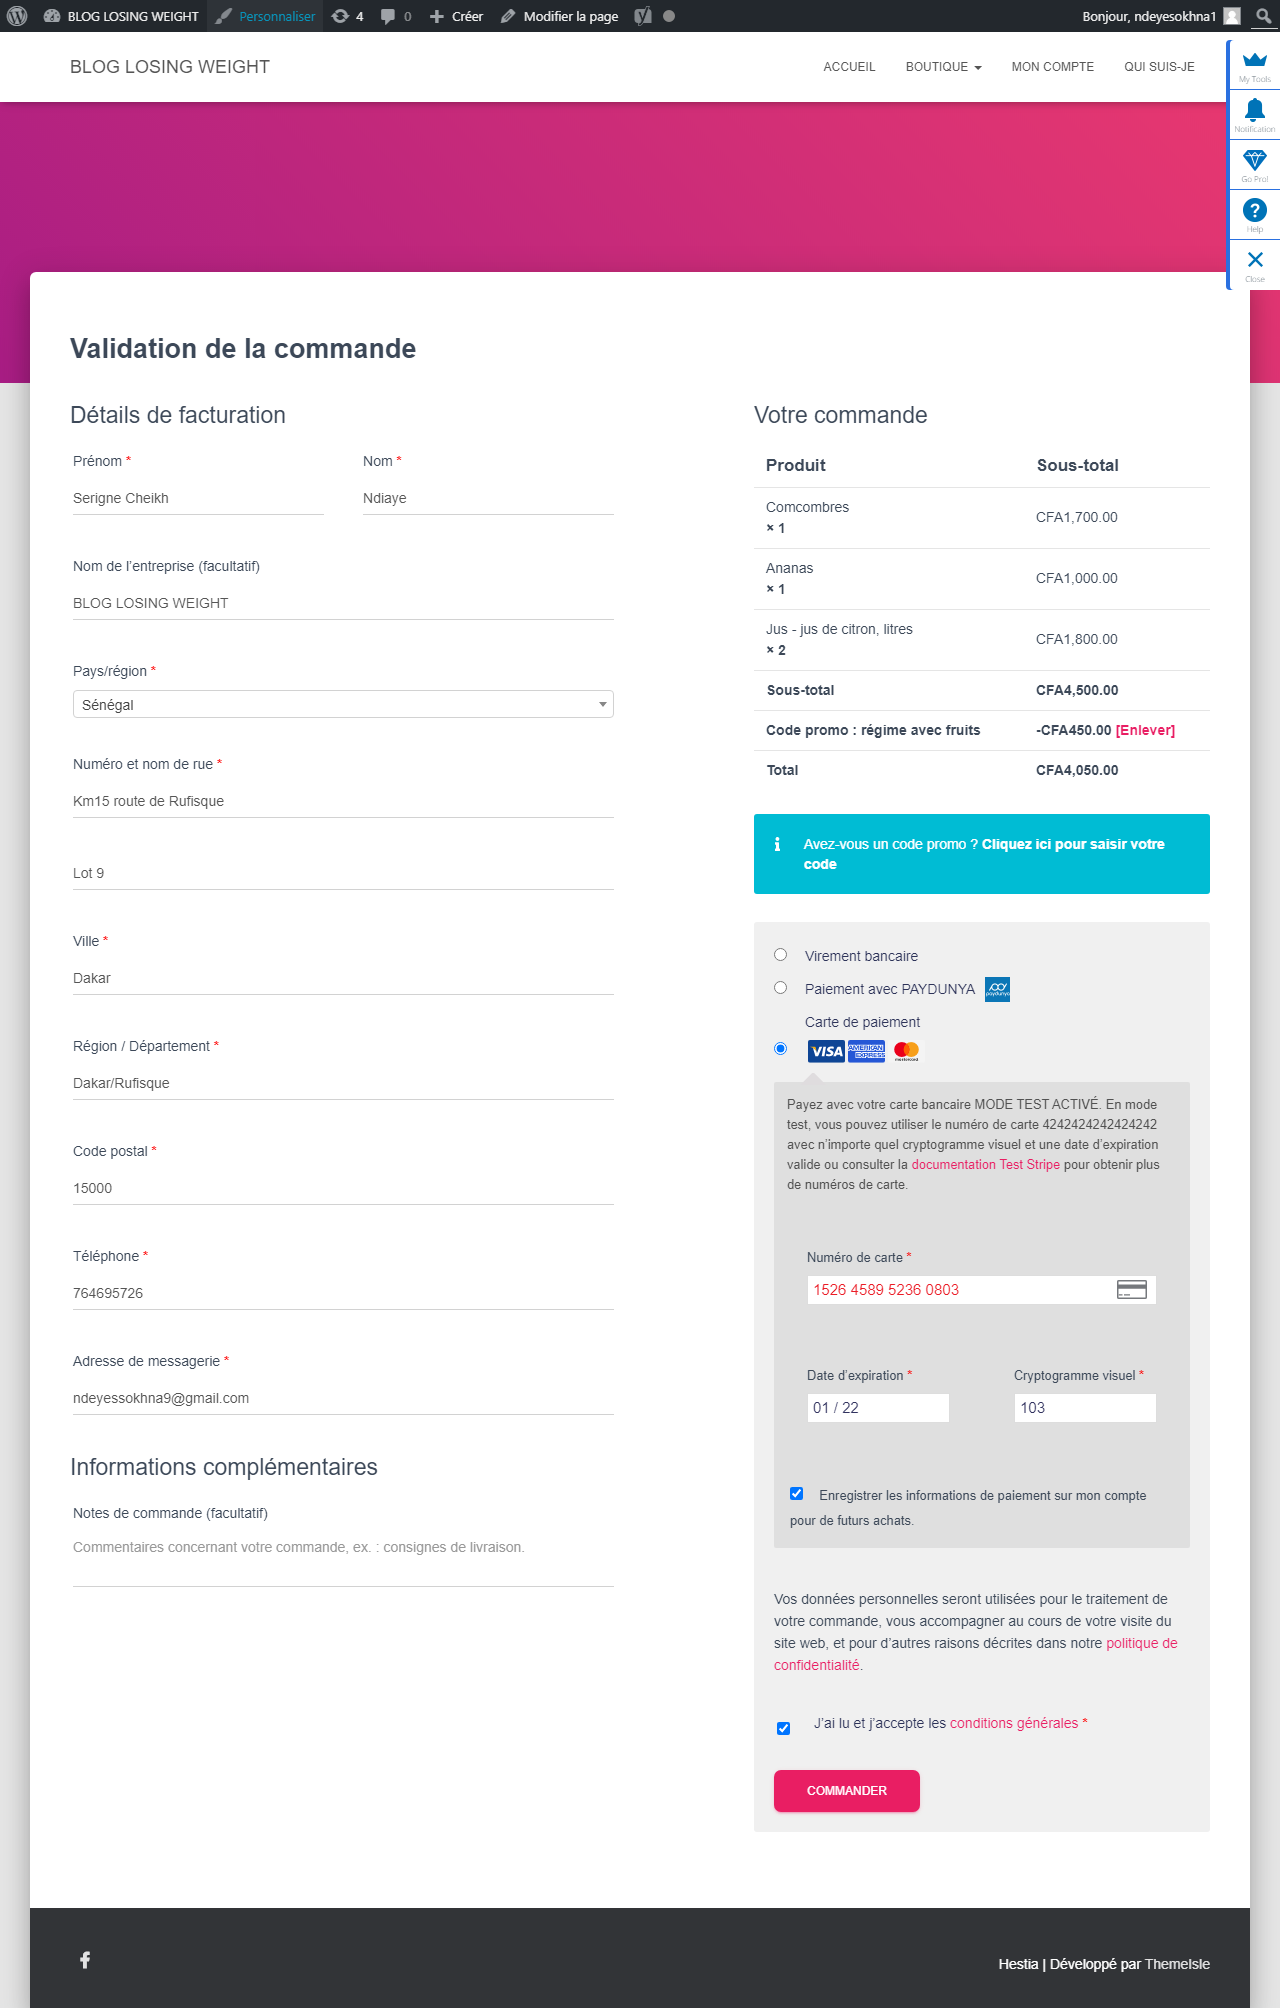 BLOG LOSING WEIGHT Personnaliser 4 0 Créer Modifier la page Bonjour, ndeyesokhna1
BLOG LOSING WEIGHT
ACCUEIL BOUTIQUE MON COMPTE QUI SUIS-JE
My Tools
Notification
Go Pro!
Help
Close
Validation de la commande
Détails de facturation
Prénom * Nom *
Serigne Cheikh Ndiaye
Nom de l’entreprise (facultatif)
BLOG LOSING WEIGHT
Pays/région *
Sénégal
Numéro et nom de rue *
Km15 route de Rufisque
Lot 9
Ville *
Dakar
Région / Département *
Dakar/Rufisque
Code postal *
15000
Téléphone *
764695726
Adresse de messagerie *
ndeyessokhna9@gmail.com
Informations complémentaires
Notes de commande (facultatif)
Commentaires concernant votre commande, ex. : consignes de livraison.
Votre commande
Produit Sous-total
Comcombres
× 1
CFA1,700.00
Ananas
× 1
CFA1,000.00
Jus - jus de citron, litres
× 2
CFA1,800.00
Sous-total CFA4,500.00
Code promo : régime avec fruits -CFA450.00 [Enlever]
Total CFA4,050.00
Avez-vous un code promo ? Cliquez ici pour saisir votre
code
Virement bancaire
Paiement avec PAYDUNYA paydunya
Carte de paiement
VISA AMERICAN EXPRESS mastercard
Payez avec votre carte bancaire MODE TEST ACTIVÉ. En mode
test, vous pouvez utiliser le numéro de carte 4242424242424242
avec n’importe quel cryptogramme visuel et une date d’expiration
valide ou consulter la documentation Test Stripe pour obtenir plus
de numéros de carte.
Numéro de carte *
1526 4589 5236 0803
Date d’expiration * Cryptogramme visuel *
01 / 22 103
Enregistrer les informations de paiement sur mon compte
pour de futurs achats.
Vos données personnelles seront utilisées pour le traitement de
votre commande, vous accompagner au cours de votre visite du
site web, et pour d’autres raisons décrites dans notre politique de
confidentialité.
J’ai lu et j’accepte les conditions générales *
COMMANDER
Hestia | Développé par ThemeIsle